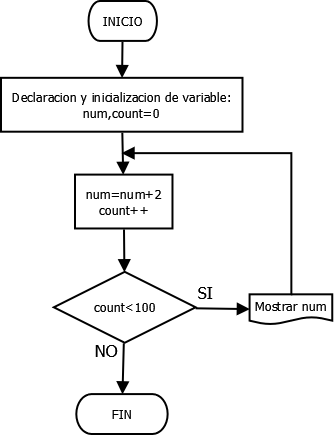 INICIO
Declaracion y inicializacion de variable:
num,count=0
num=num+2
count++
count<100
SI
Mostrar num
NO
FIN